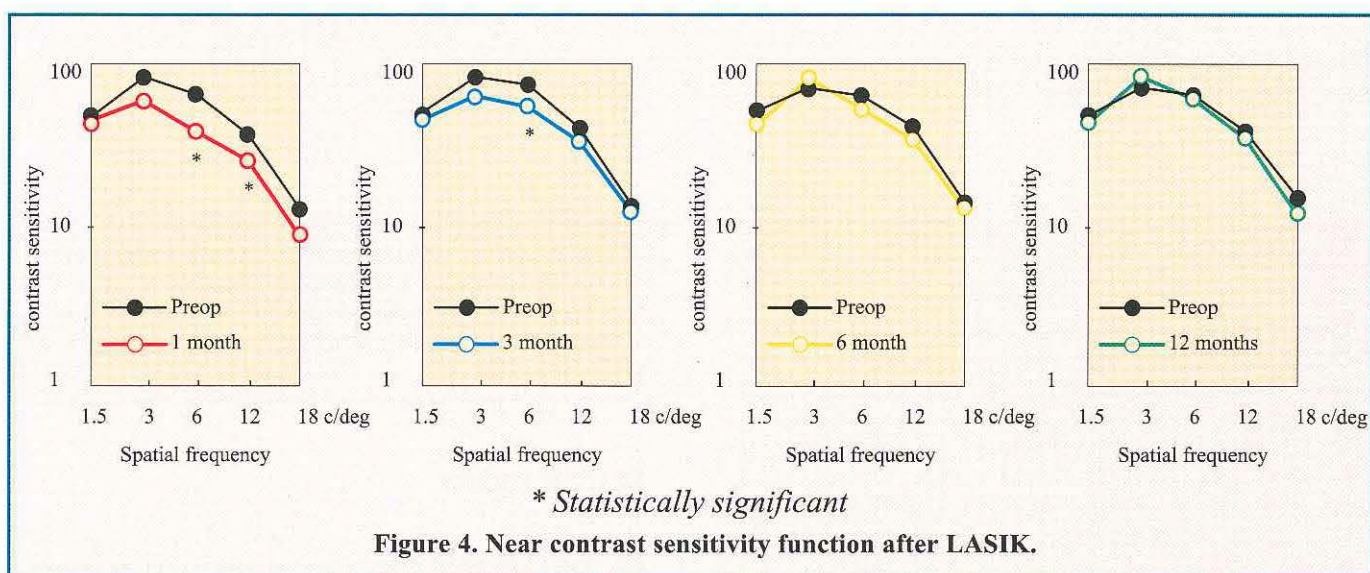 100
contrast sensitivity
10
1
Preop
1 month
*
*
1.5 3 6 12 18 c/deg
Spatial frequency
100
contrast sensitivity
10
1
Preop
3 month
*
1.5 3 6 12 18 c/deg
Spatial frequency
100
contrast sensitivity
10
1
Preop
6 month
1.5 3 6 12 18 c/deg
Spatial frequency
100
contrast sensitivity
10
1
Preop
12 months
1.5 3 6 12 18 c/deg
Spatial frequency
* Statistically significant
Figure 4. Near contrast sensitivity function after LASIK.